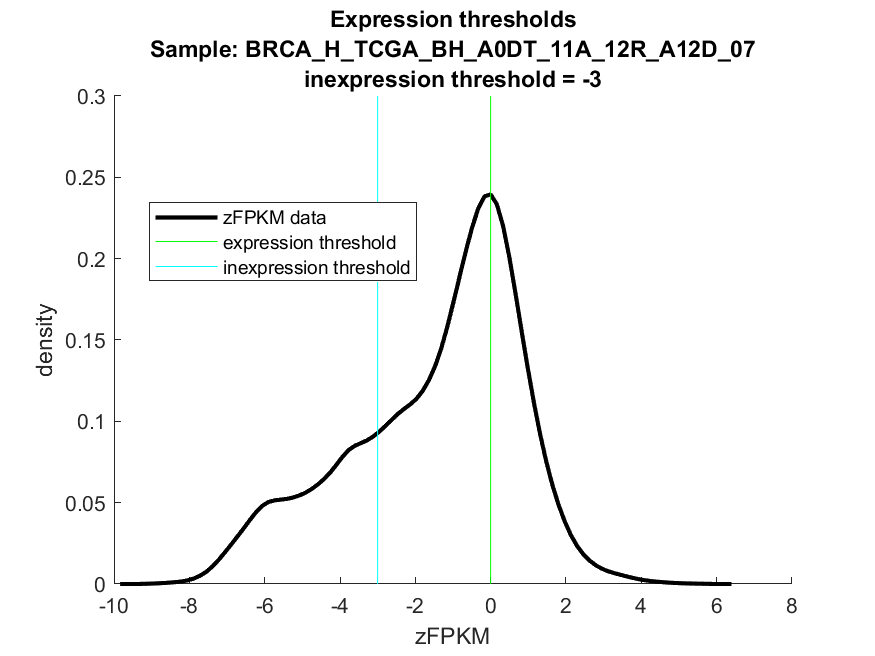 Expression thresholds
Sample: BRCA_H_TCGA_BH_A0DT_11A_12R_A12D_07
inexpression threshold = -3
0.3
0.25
0.2
0.15
0.1
0.05
0
density
zFPKM data
expression threshold
inexpression threshold
-10 -8 -6 -4 -2 0 2 4 6 8
zFPKM